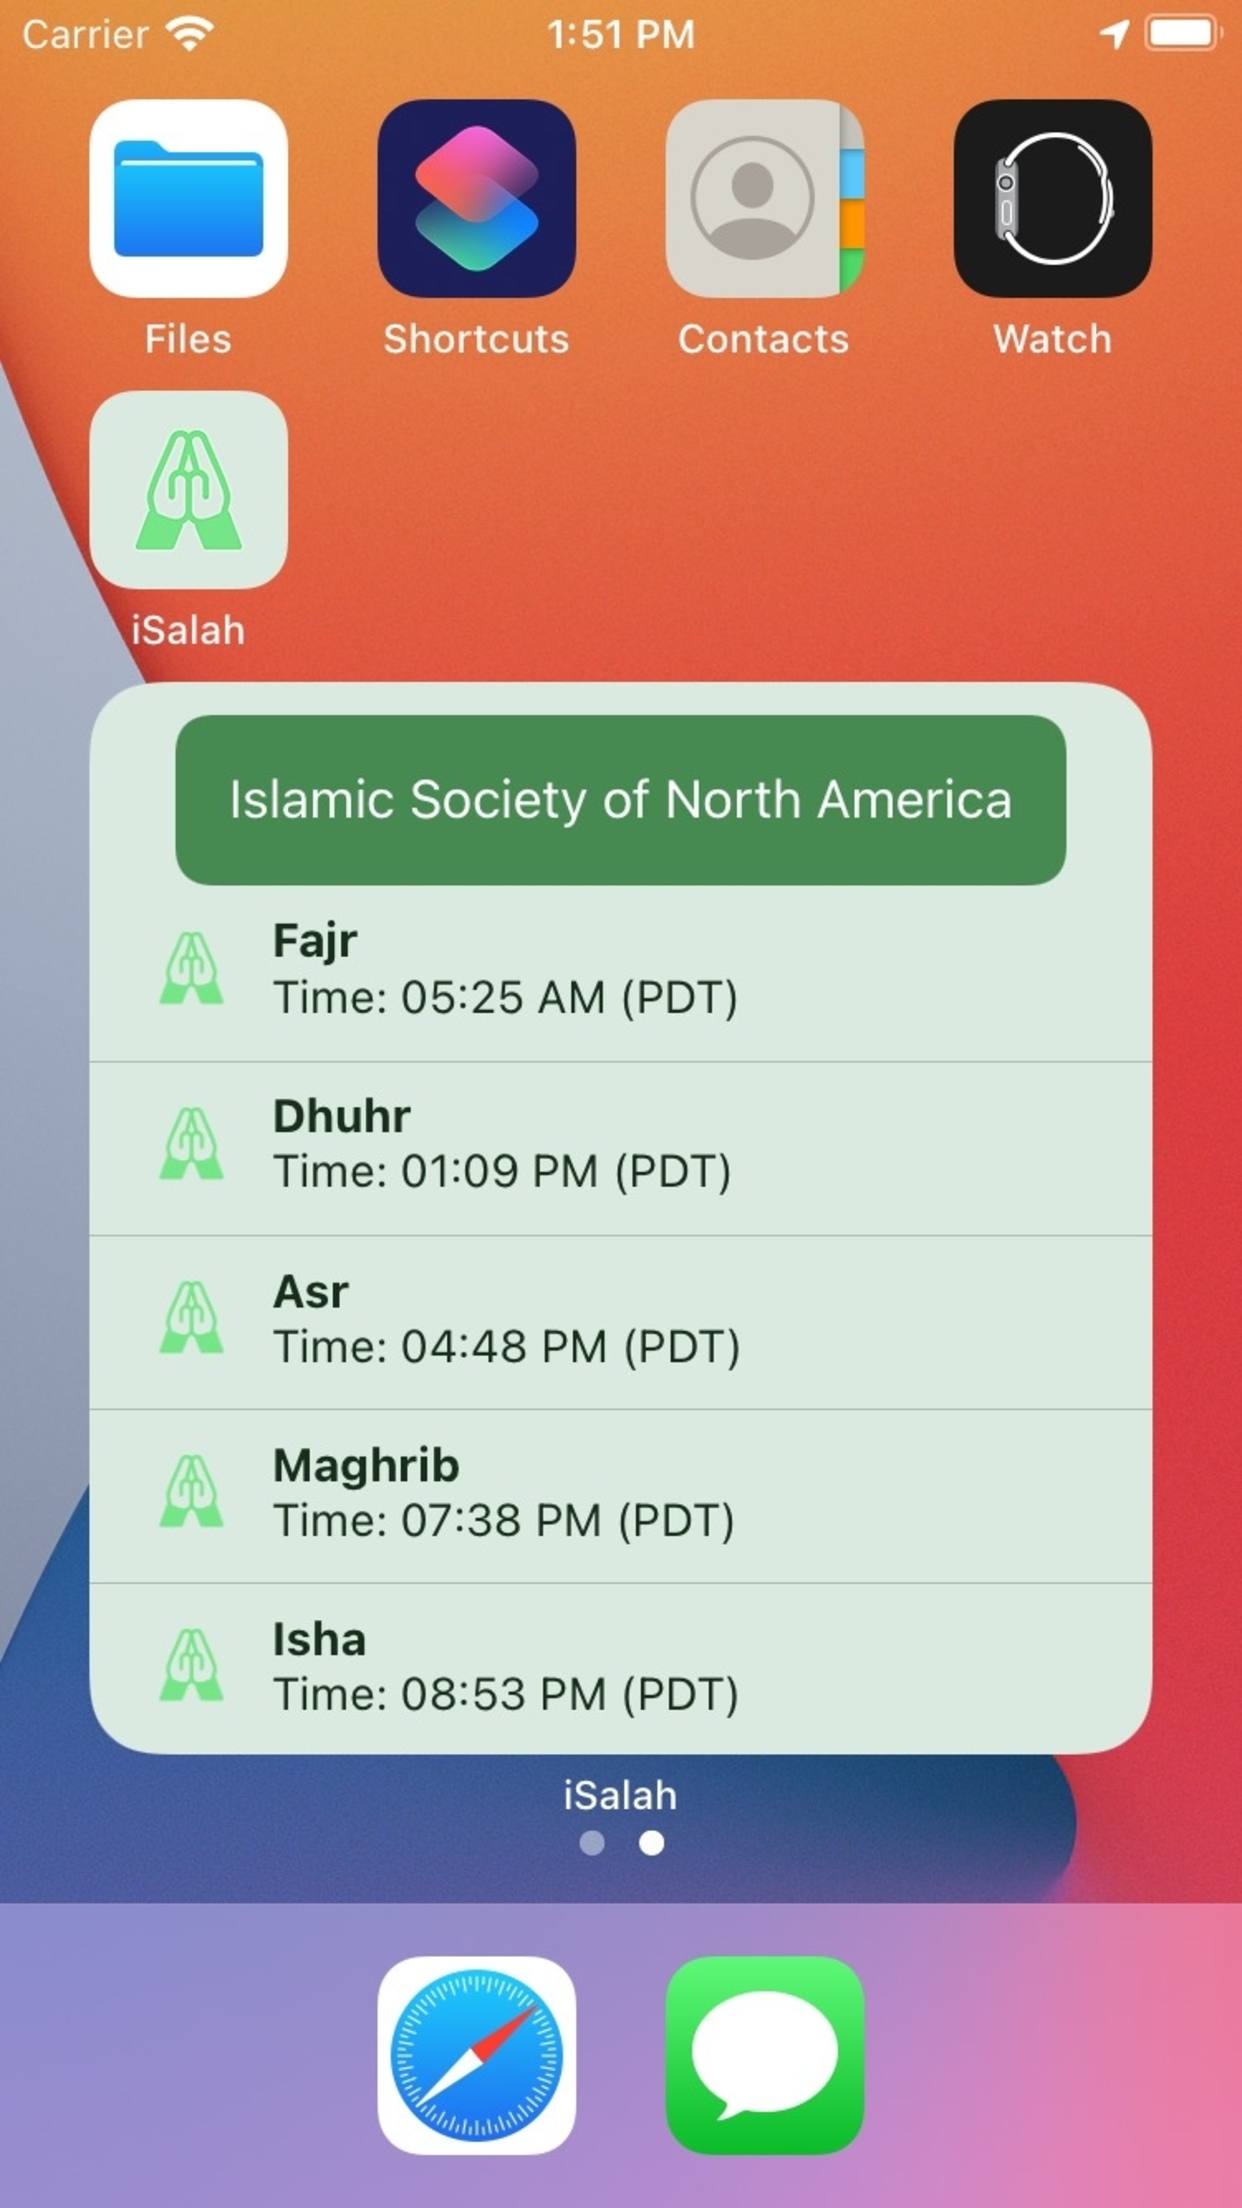 Carrier 1:51 PM
Files Shortcuts Contacts Watch
iSalah
Islamic Society of North America
Fajr
Time: 05:25 AM (PDT)
Dhuhr
Time: 01:09 PM (PDT)
Asr
Time: 04:48 PM (PDT)
Maghrib
Time: 07:38 PM (PDT)
Isha
Time: 08:53 PM (PDT)
iSalah